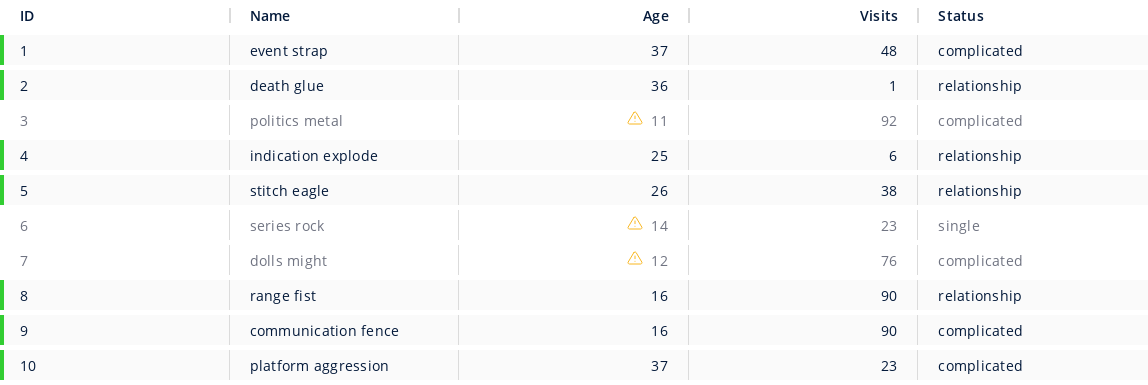 ID Name Age Visits Status
1 event strap 37 48 complicated
2 death glue 36 1 relationship
3 politics metal 11 92 complicated
4 indication explode 25 6 relationship
5 stitch eagle 26 38 relationship
6 series rock 14 23 single
7 dolls might 12 76 complicated
8 range fist 16 90 relationship
9 communication fence 16 90 complicated
10 platform aggression 37 23 complicated